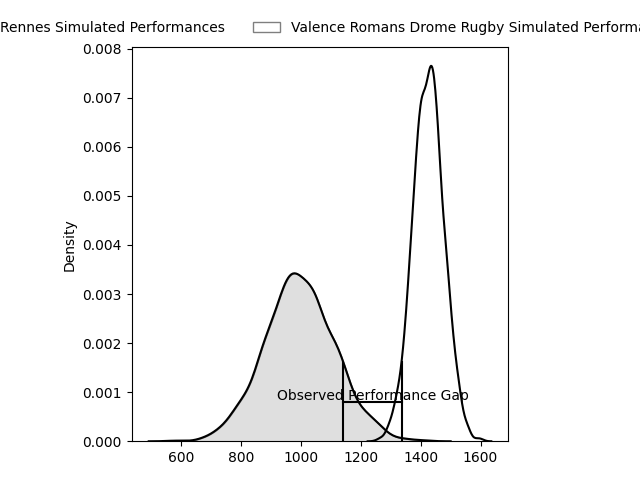 Rennes Simulated Performances
Valence Romans Drome Rugby Simulated
0.008
0.007
0.006
0.005
0.004
0.003
0.002
0.001
0.000
Density
Observed Performance Gap
600 800 1000 1200 1400 1600